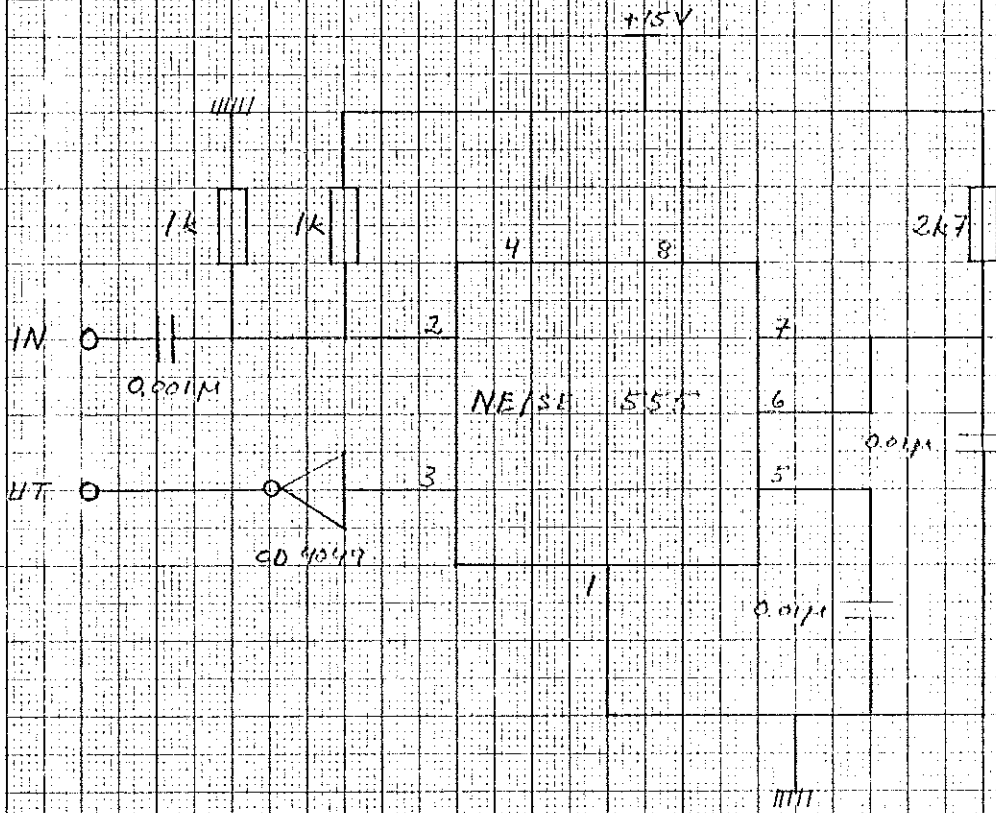 +15V
1k
1k
2k7
4
8
IN
2
7
0.001µ
NE/SE 555
6
0.01µ
UT
3
5
CD 4049
1
0.01µ